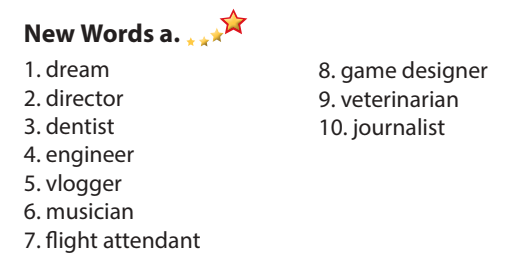 New Words a.
1. dream
2. director
3. dentist
4. engineer
5. vlogger
6. musician
7. flight attendant
8. game designer
9. veterinarian
10. journalist